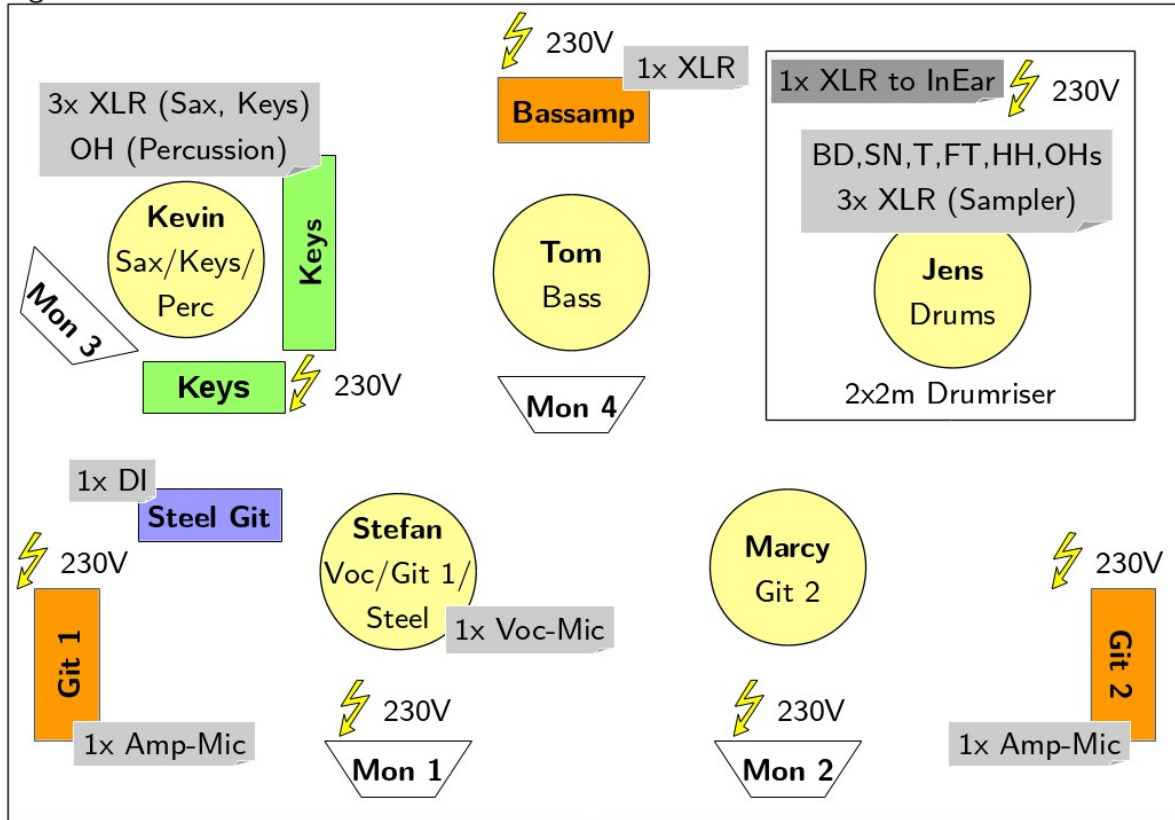 230V
1x XLR
Bassamp
1x XLR to InEar
230V
3x XLR (Sax, Keys)
OH (Percussion)
BD,SN,T,FT,HH,OHs
3x XLR (Sampler)
Kevin
Sax/Keys/
Perc
Keys
Mon 3
Keys
230V
Tom
Bass
Mon 4
Jens
Drums
2x2m Drumriser
1x DI
Steel Git
230V
Git 1
1x Amp-Mic
Stefan
Voc/Git 1/
Steel
1x Voc-Mic
230V
Mon 1
Marcy
Git 2
230V
Mon 2
230V
Git 2
1x Amp-Mic